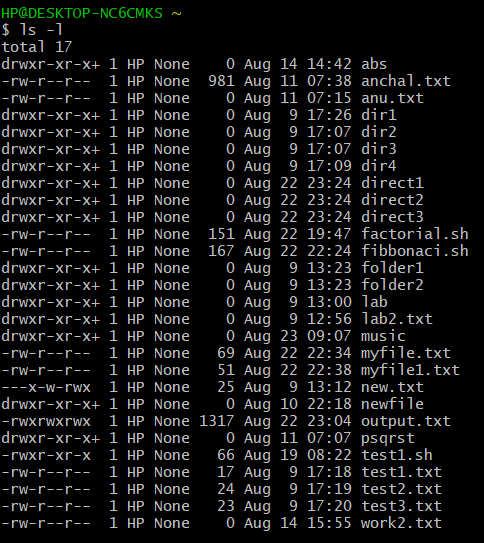 HP@DESKTOP-NC6CMKS ~
$ ls -l
total 17
drwxr-xr-x+ 1 HP None    0 Aug 14 14:42 abs
-rw-r--r--  1 HP None  981 Aug 11 07:38 anchal.txt
-rw-r--r--  1 HP None    0 Aug 11 07:15 anu.txt
drwxr-xr-x+ 1 HP None    0 Aug  9 17:26 dir1
drwxr-xr-x+ 1 HP None    0 Aug  9 17:07 dir2
drwxr-xr-x+ 1 HP None    0 Aug  9 17:07 dir3
drwxr-xr-x+ 1 HP None    0 Aug  9 17:09 dir4
drwxr-xr-x+ 1 HP None    0 Aug 22 23:24 direct1
drwxr-xr-x+ 1 HP None    0 Aug 22 23:24 direct2
drwxr-xr-x+ 1 HP None    0 Aug 22 23:24 direct3
-rw-r--r--  1 HP None  151 Aug 22 19:47 factorial.sh
-rw-r--r--  1 HP None  167 Aug 22 22:24 fibbonaci.sh
drwxr-xr-x+ 1 HP None    0 Aug  9 13:23 folder1
drwxr-xr-x+ 1 HP None    0 Aug  9 13:23 folder2
drwxr-xr-x+ 1 HP None    0 Aug  9 13:00 lab
drwxr-xr-x+ 1 HP None    0 Aug  9 12:56 lab2.txt
drwxr-xr-x+ 1 HP None    0 Aug 23 09:07 music
-rw-r--r--  1 HP None   69 Aug 22 22:34 myfile.txt
-rw-r--r--  1 HP None   51 Aug 22 22:38 myfile1.txt
---x-w-rwx  1 HP None   25 Aug  9 13:12 new.txt
drwxr-xr-x+ 1 HP None    0 Aug 10 22:18 newfile
-rwxrwxrwx  1 HP None 1317 Aug 22 23:04 output.txt
drwxr-xr-x+ 1 HP None    0 Aug 11 07:07 psqrst
-rwxr-xr-x  1 HP None   66 Aug 19 08:22 test1.sh
-rw-r--r--  1 HP None   17 Aug  9 17:18 test1.txt
-rw-r--r--  1 HP None   24 Aug  9 17:19 test2.txt
-rw-r--r--  1 HP None   23 Aug  9 17:20 test3.txt
-rw-r--r--  1 HP None    0 Aug 14 15:55 work2.txt